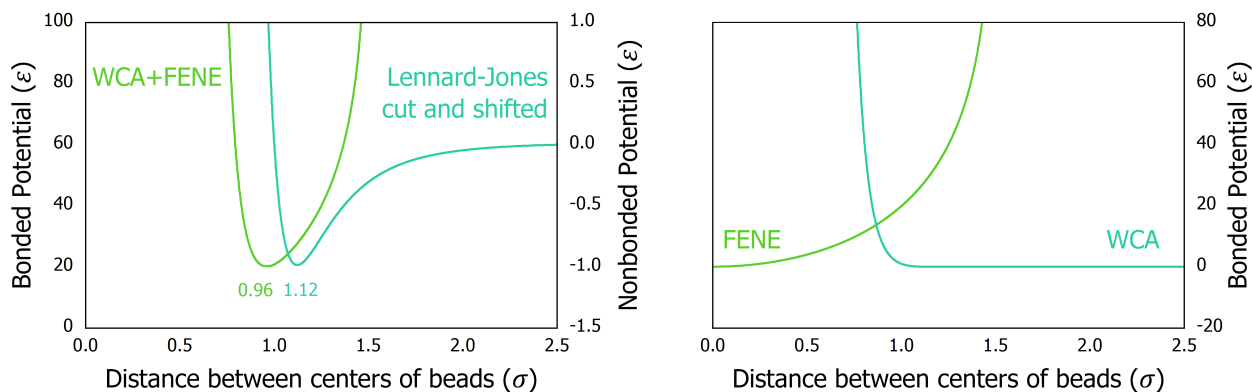 Bonded Potential (ε)
100
80
60
40
20
0
WCA+FENE
Lennard-Jones
cut and shifted
0.96
1.12
1.0
0.5
0.0
-0.5
-1.0
-1.5
Nonbonded Potential (ε)
0.0 0.5 1.0 1.5 2.0 2.5
Distance between centers of beads (σ)
FENE
WCA
80
60
40
20
0
-20
Bonded Potential (ε)
0.0 0.5 1.0 1.5 2.0 2.5
Distance between centers of beads (σ)